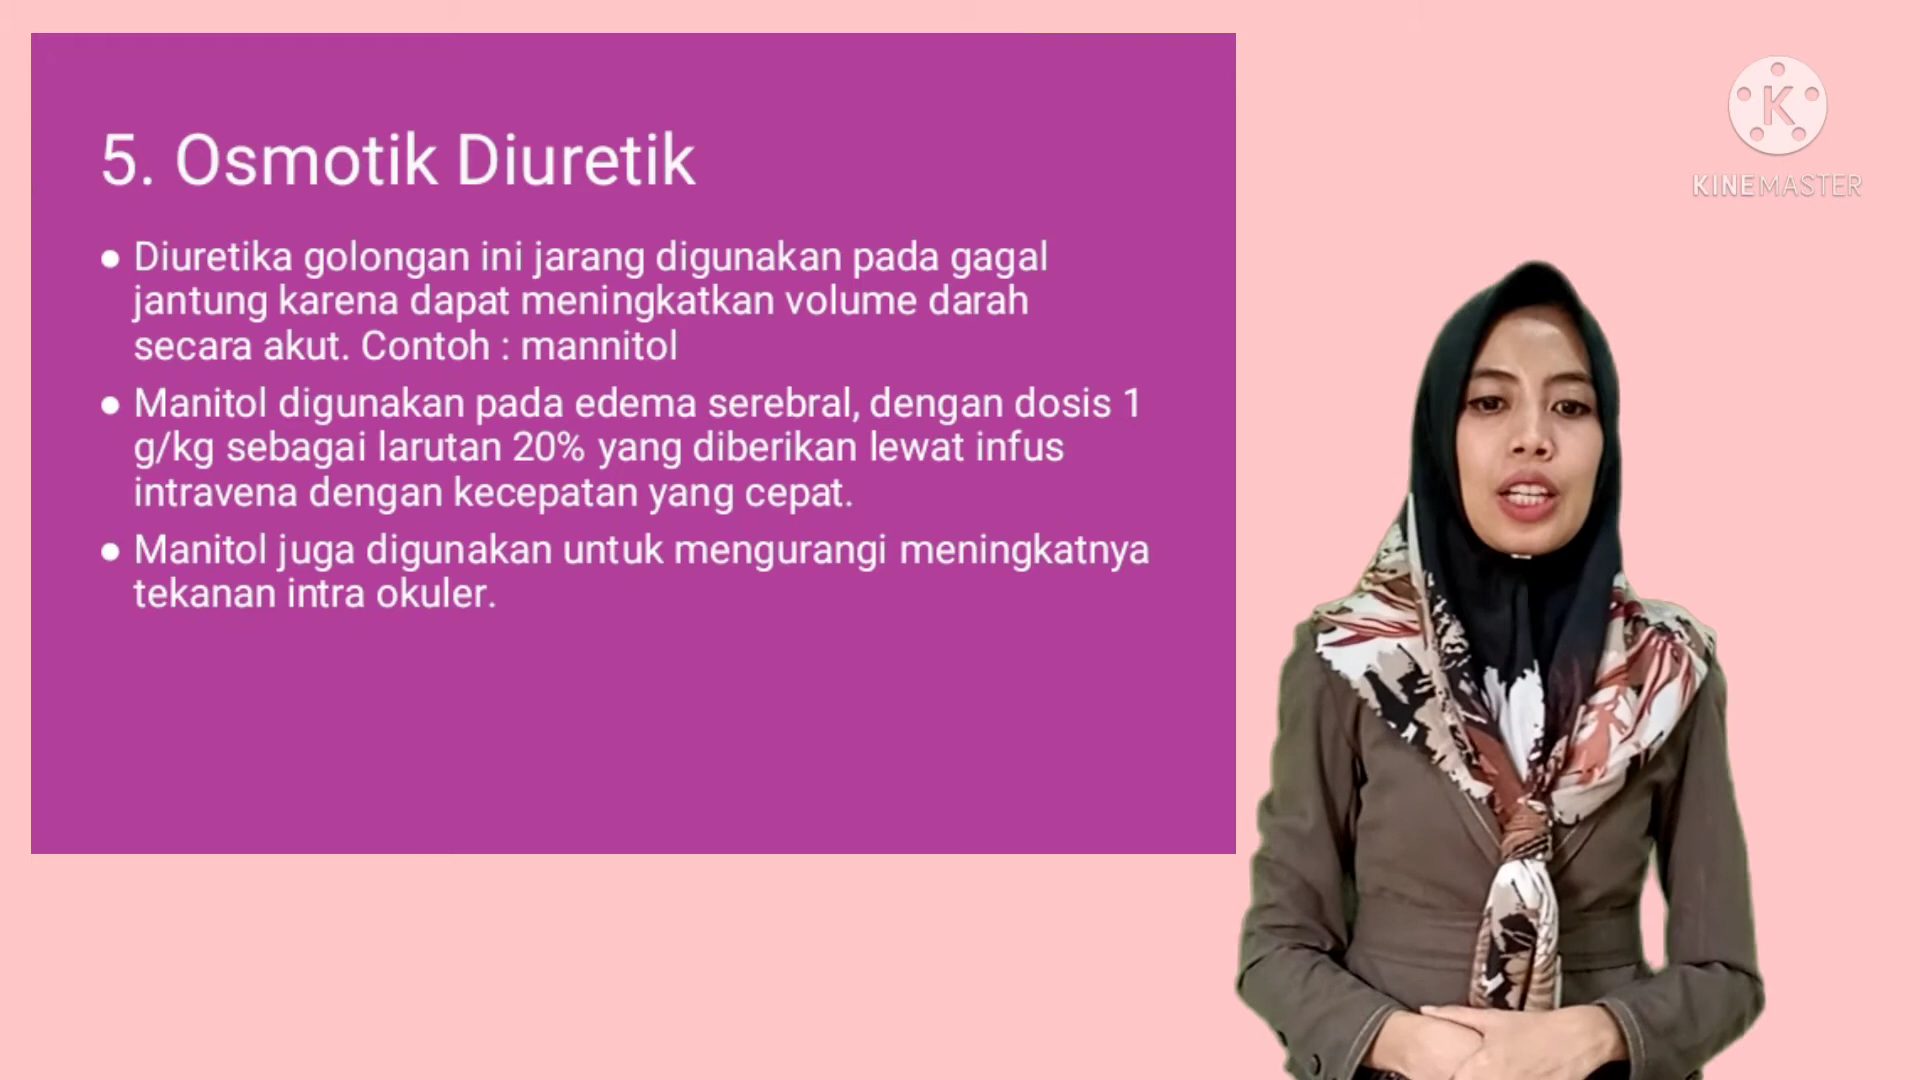 5. Osmotik Diuretik
● Diuretika golongan ini jarang digunakan pada gagal
jantung karena dapat meningkatkan volume darah
secara akut. Contoh : mannitol
● Manitol digunakan pada edema serebral, dengan dosis 1
g/kg sebagai larutan 20% yang diberikan lewat infus
intravena dengan kecepatan yang cepat.
● Manitol juga digunakan untuk mengurangi meningkatnya
tekanan intra okuler.
K
KINEMASTER